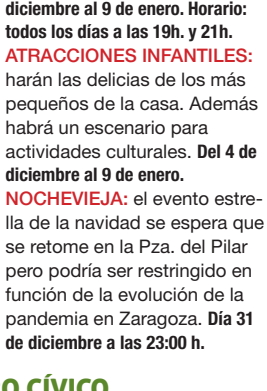 diciembre al 9 de enero. Horario:
todos los días a las 19h. y 21h.
ATRACCIONES INFANTILES:
harán las delicias de los más
pequeños de la casa. Además
habrá un escenario para
actividades culturales. Del 4 de
diciembre al 9 de enero.
NOCHEVIEJA: el evento estre-
lla de la navidad se espera que
se retome en la Pza. del Pilar
pero podría ser restringido en
función de la evolución de la
pandemia en Zaragoza. Día 31
de diciembre a las 23:00 h.
O CÍVICO